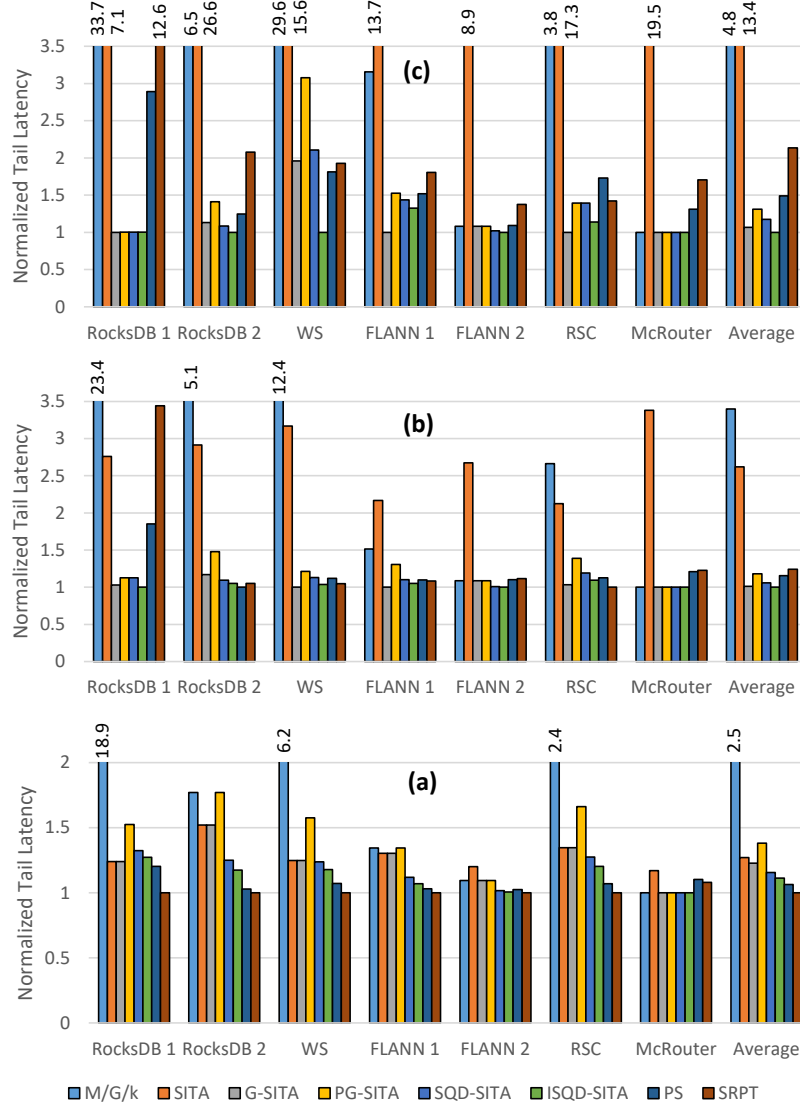 33.7 7.1 12.6 6.5 26.6 29.6 15.6 13.7 8.9 3.8 17.3 19.5 4.8 13.4
Normalized Tail Latency
3.5
(c)
3
2.5
2
1.5
1
0.5
0
RocksDB 1 RocksDB 2 WS FLANN 1 FLANN 2 RSC McRouter Average
23.4 5.1 12.4
Normalized Tail Latency
3.5
(b)
3
2.5
2
1.5
1
0.5
0
RocksDB 1 RocksDB 2 WS FLANN 1 FLANN 2 RSC McRouter Average
18.9 6.2 2.4 2.5
Normalized Tail Latency
2
(a)
1.5
1
0.5
0
RocksDB 1 RocksDB 2 WS FLANN 1 FLANN 2 RSC McRouter Average
M/G/k SITA G-SITA PG-SITA SQD-SITA ISQD-SITA PS SRPT